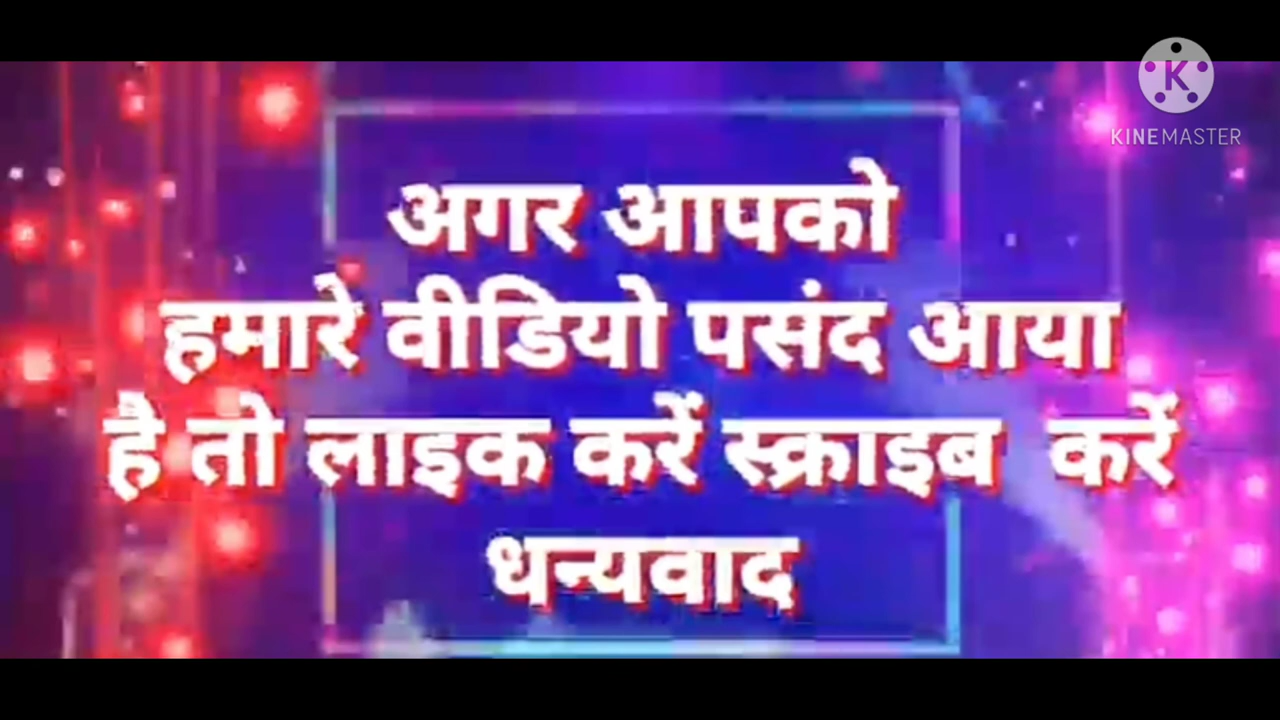 KINEMASTER
अगर आपको
हमारे वीडियो पसंद आया
है तो लाइक करें स्क्राइब करें
धन्यवाद